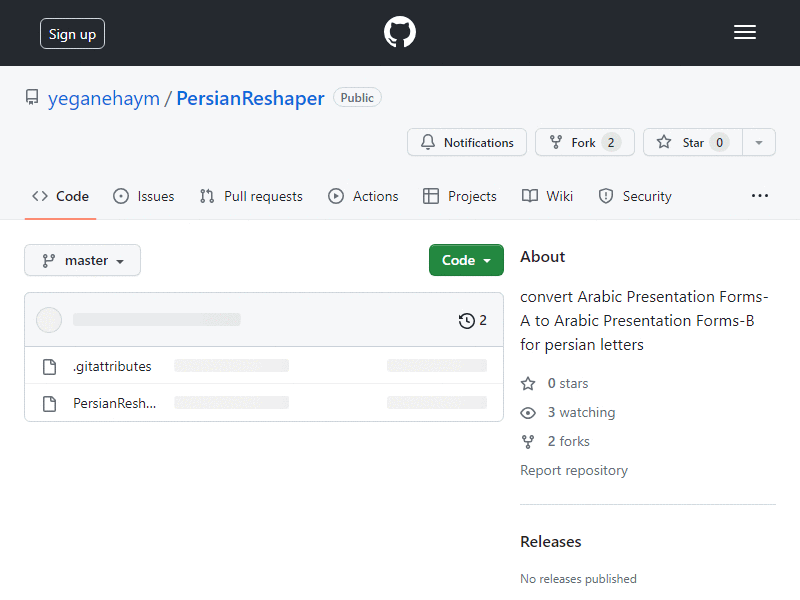 Sign up
yeganehaym / PersianReshaper Public
Notifications Fork 2 Star 0
Code Issues Pull requests Actions Projects Wiki Security
master Code
2
.gitattributes
PersianResh...
About
convert Arabic Presentation Forms-
A to Arabic Presentation Forms-B
for persian letters
0 stars
3 watching
2 forks
Report repository
Releases
No releases published